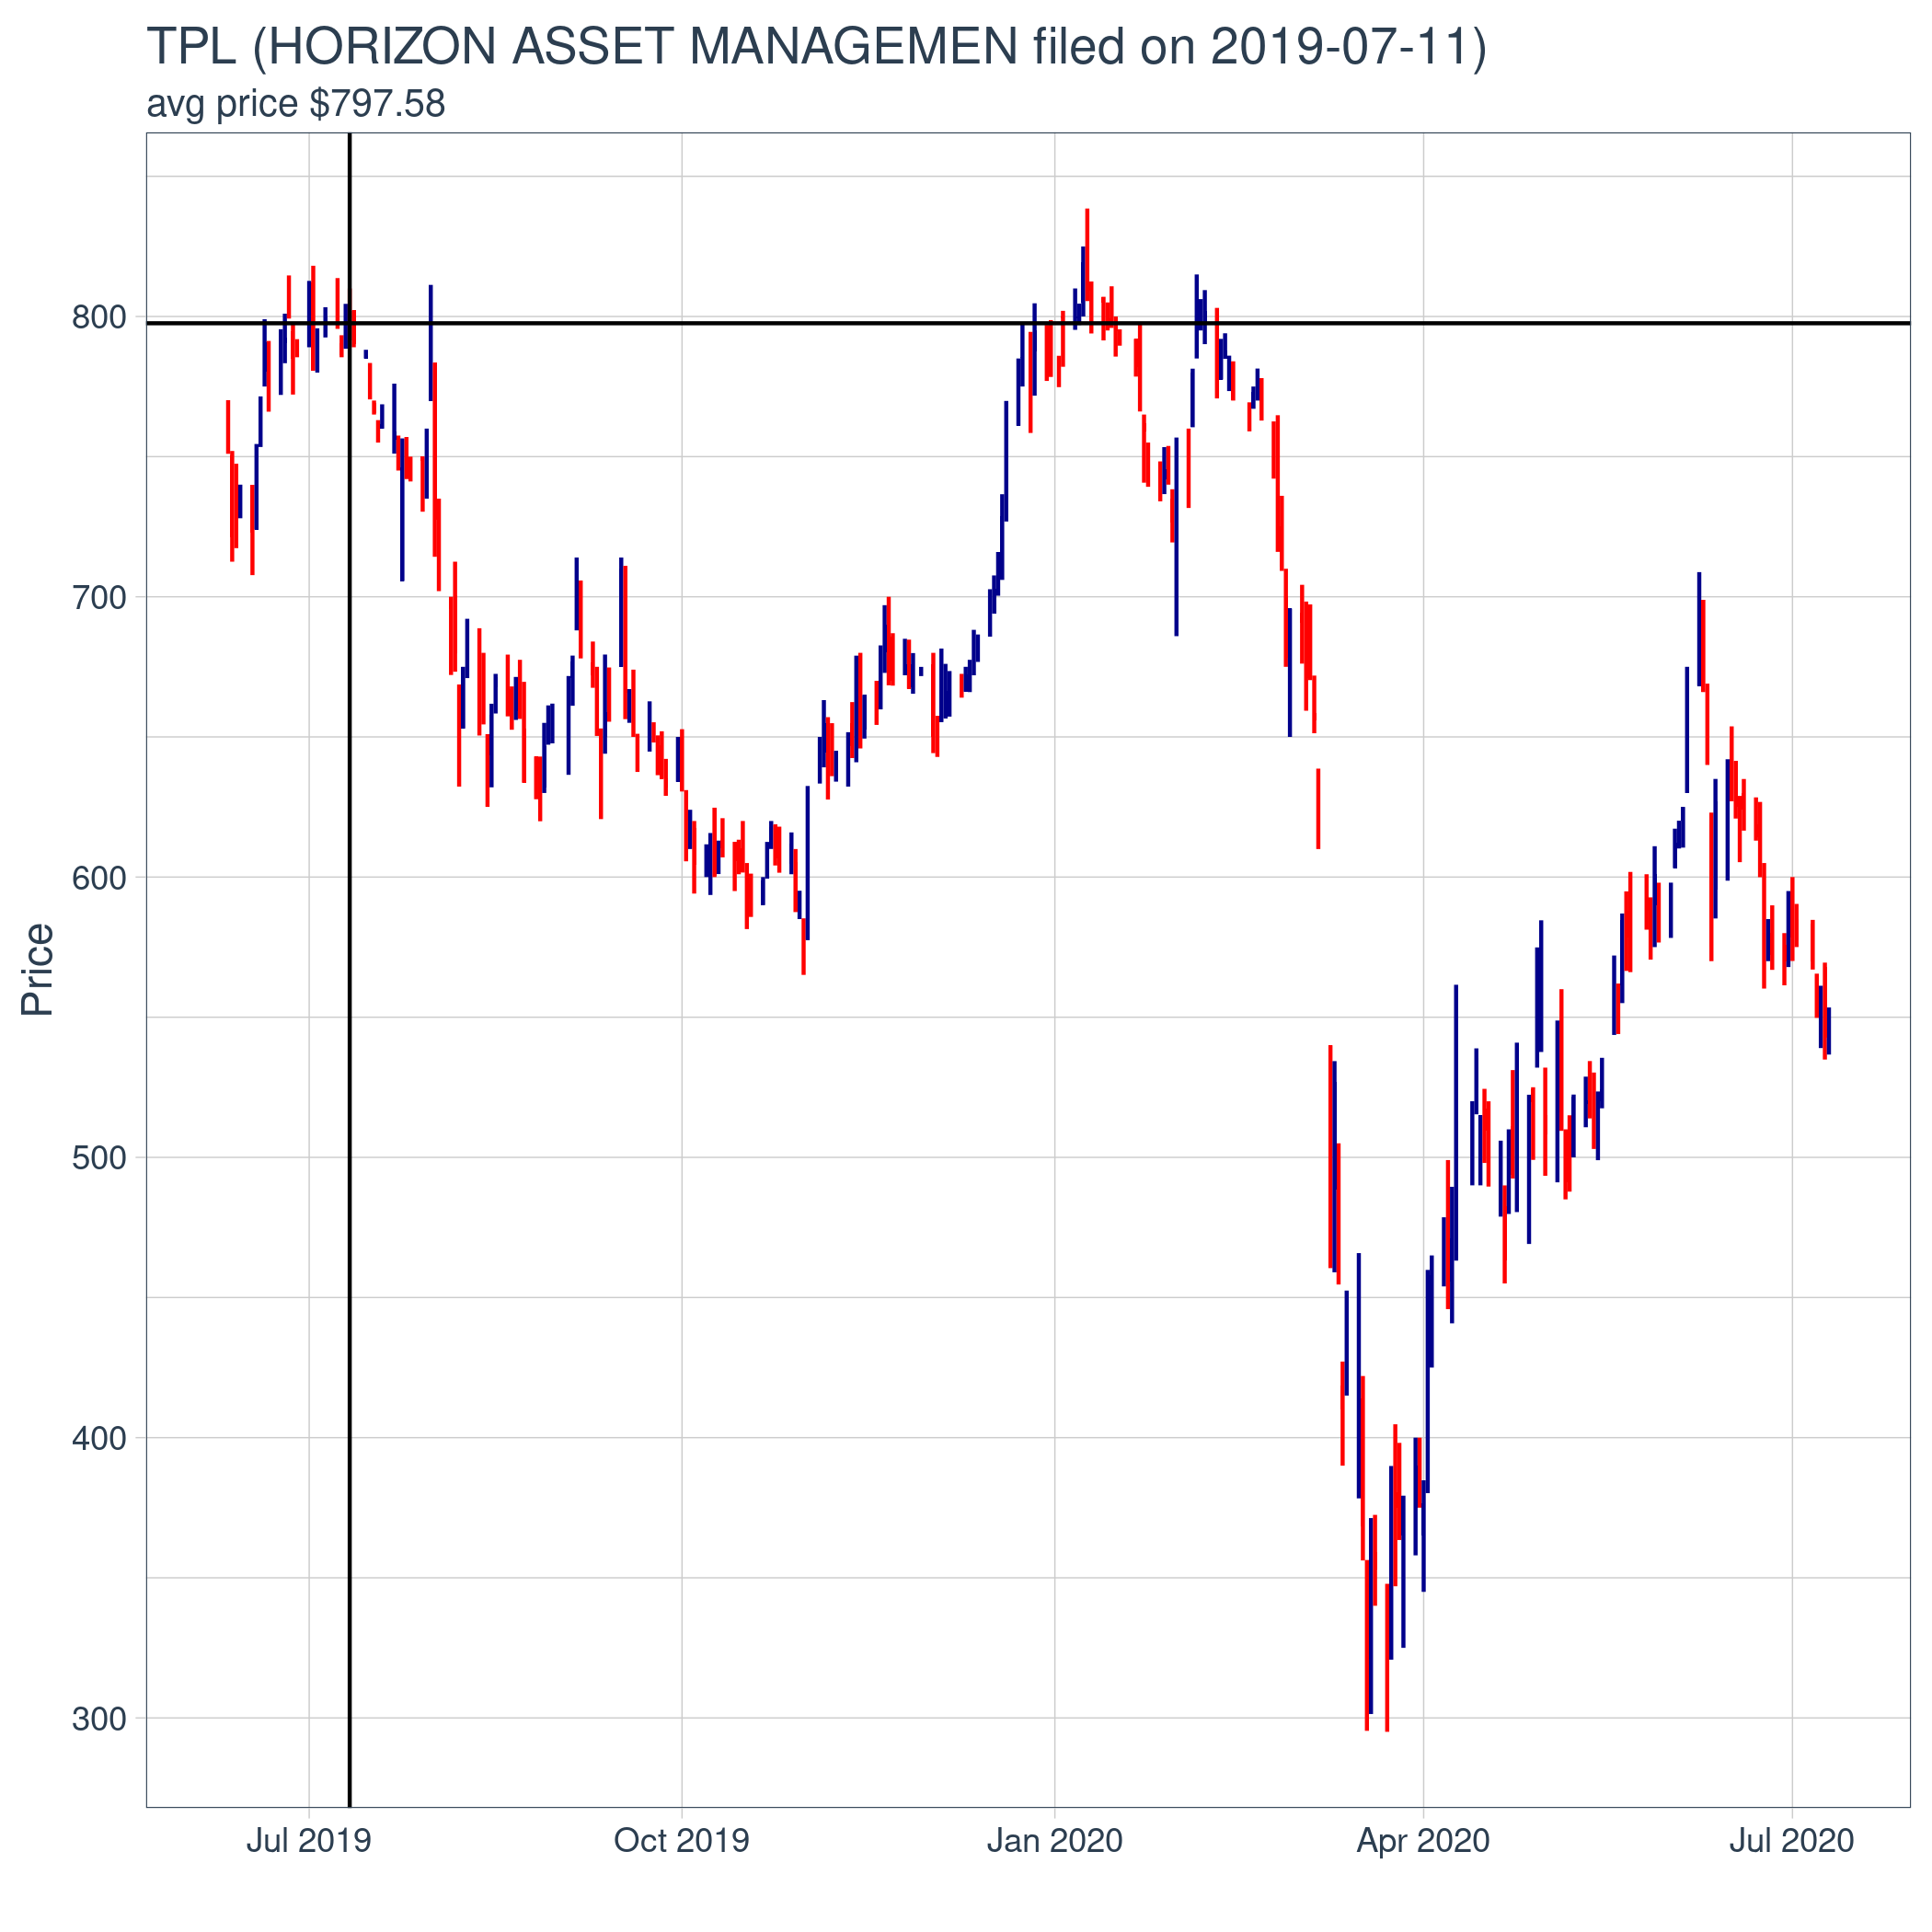 TPL (HORIZON ASSET MANAGEMEN filed on 2019-07-11)
avg price $797.58
800
700
600
500
400
300
Price
Jul 2019 Oct 2019 Jan 2020 Apr 2020 Jul 2020